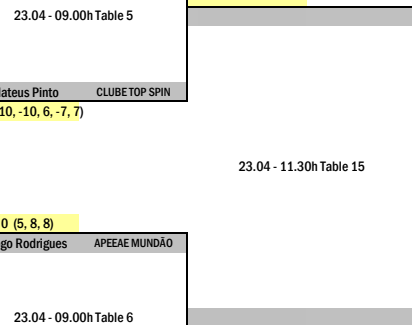 23.04 - 09.00h Table 5
ateus Pinto CLUBE TOP SPIN
10, -10, 6, -7, 7)
23.04 - 11.30h Table 15
0 (5, 8, 8)
go Rodrigues APEEAE MUNDÃO
23.04 - 09.00h Table 6